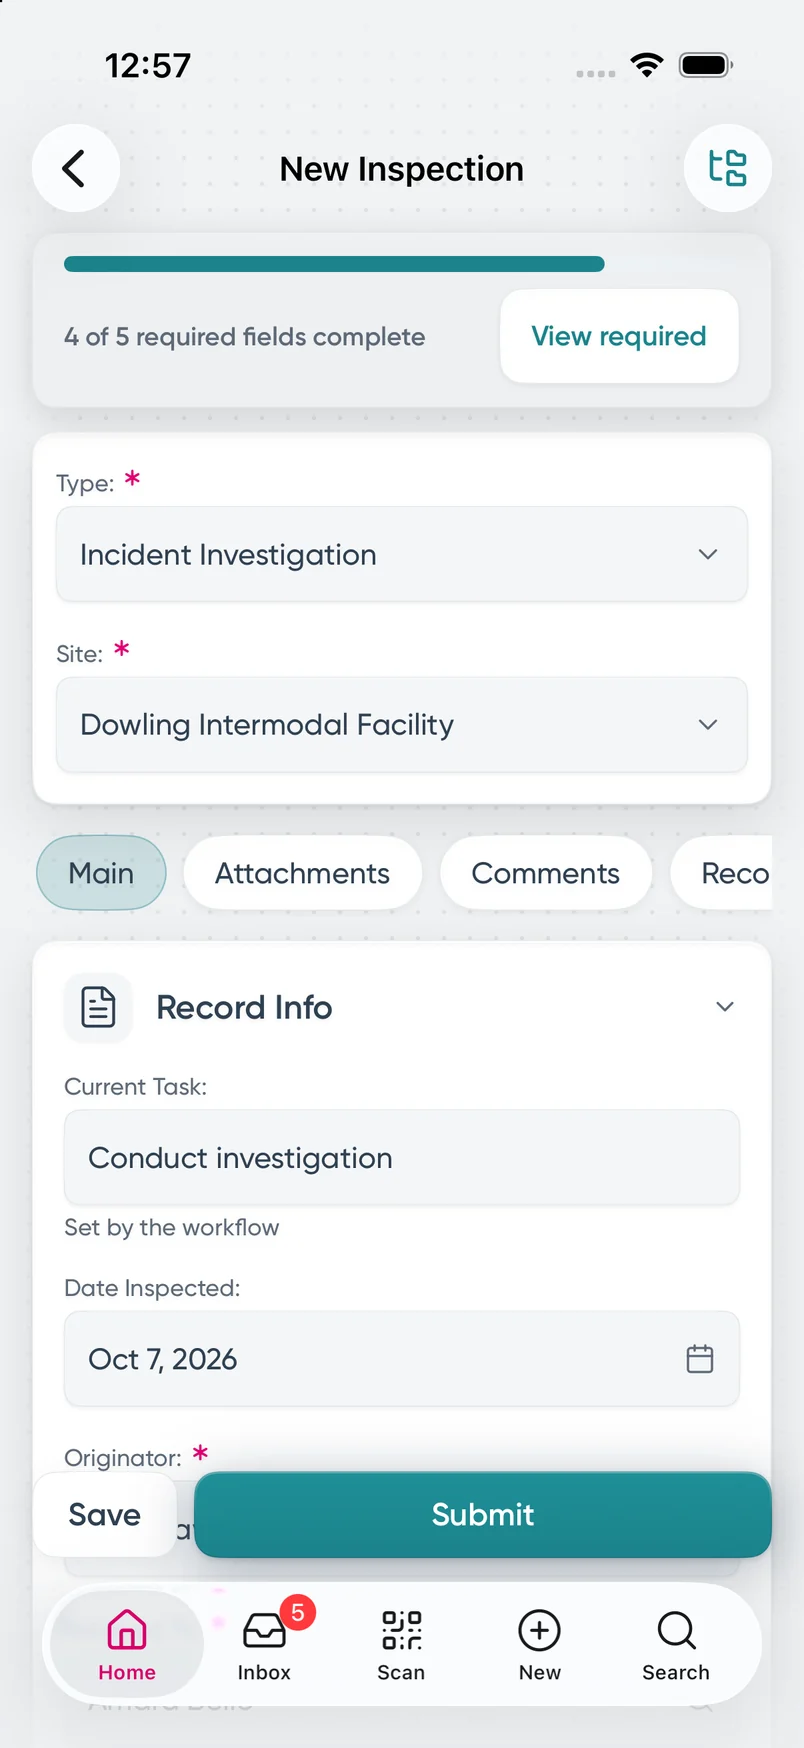 12:57
New Inspection
4 of 5 required fields complete
View required
Type: *
Incident Investigation
Site: *
Dowling Intermodal Facility
Main
Attachments
Comments
Reco
Record Info
Current Task:
Conduct investigation
Set by the workflow
Date Inspected:
Oct 7, 2026
Originator: *
Save
Submit
5
Home
Inbox
Scan
New
Search